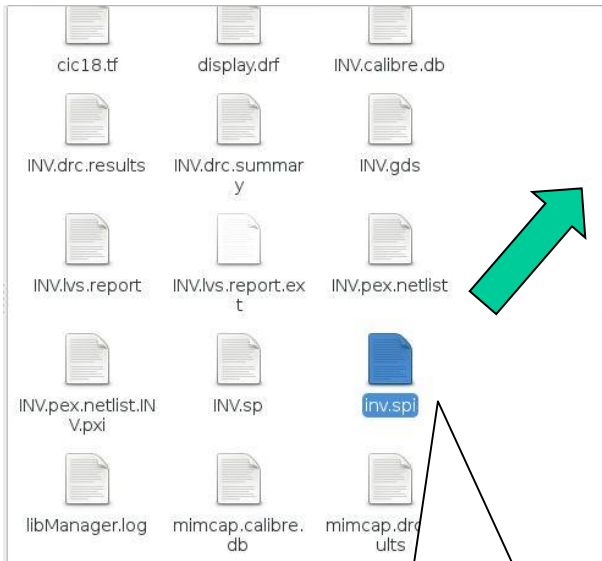 cic18.tf display.drf INV.calibre.db
INV.drc.results INV.drc.summar INV.gds
y
INV.lvs.report INV.lvs.report.ex INV.pex.netlist
t
INV.pex.netlist.IN INV.sp inv.spi
V.pxi
libManager.log mimcap.calibre. mimcap.drc
db ults